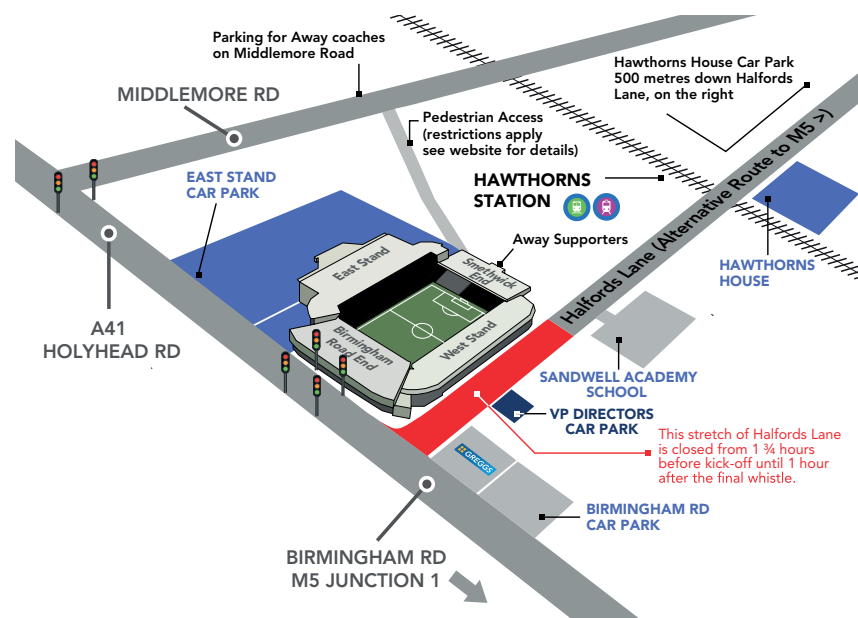 Parking for Away coaches
on Middlemore Road
Hawthorns House Car Park
500 metres down Halfords
Lane, on the right
MIDDLEMORE RD
Pedestrian Access
(restrictions apply
see website for details)
EAST STAND
CAR PARK
HAWTHORNS
STATION
Halfords Lane (Alternative Route to M5 >)
Away Supporters
East Stand
Smethwick
End
HAWTHORNS
HOUSE
A41
HOLYHEAD RD
Birmingham
Road End
West Stand
SANDWELL ACADEMY
SCHOOL
VP DIRECTORS
CAR PARK
This stretch of Halfords Lane
is closed from 1 ¾ hours
before kick-off until 1 hour
after the final whistle.
GREGGS
BIRMINGHAM RD
CAR PARK
BIRMINGHAM RD
M5 JUNCTION 1